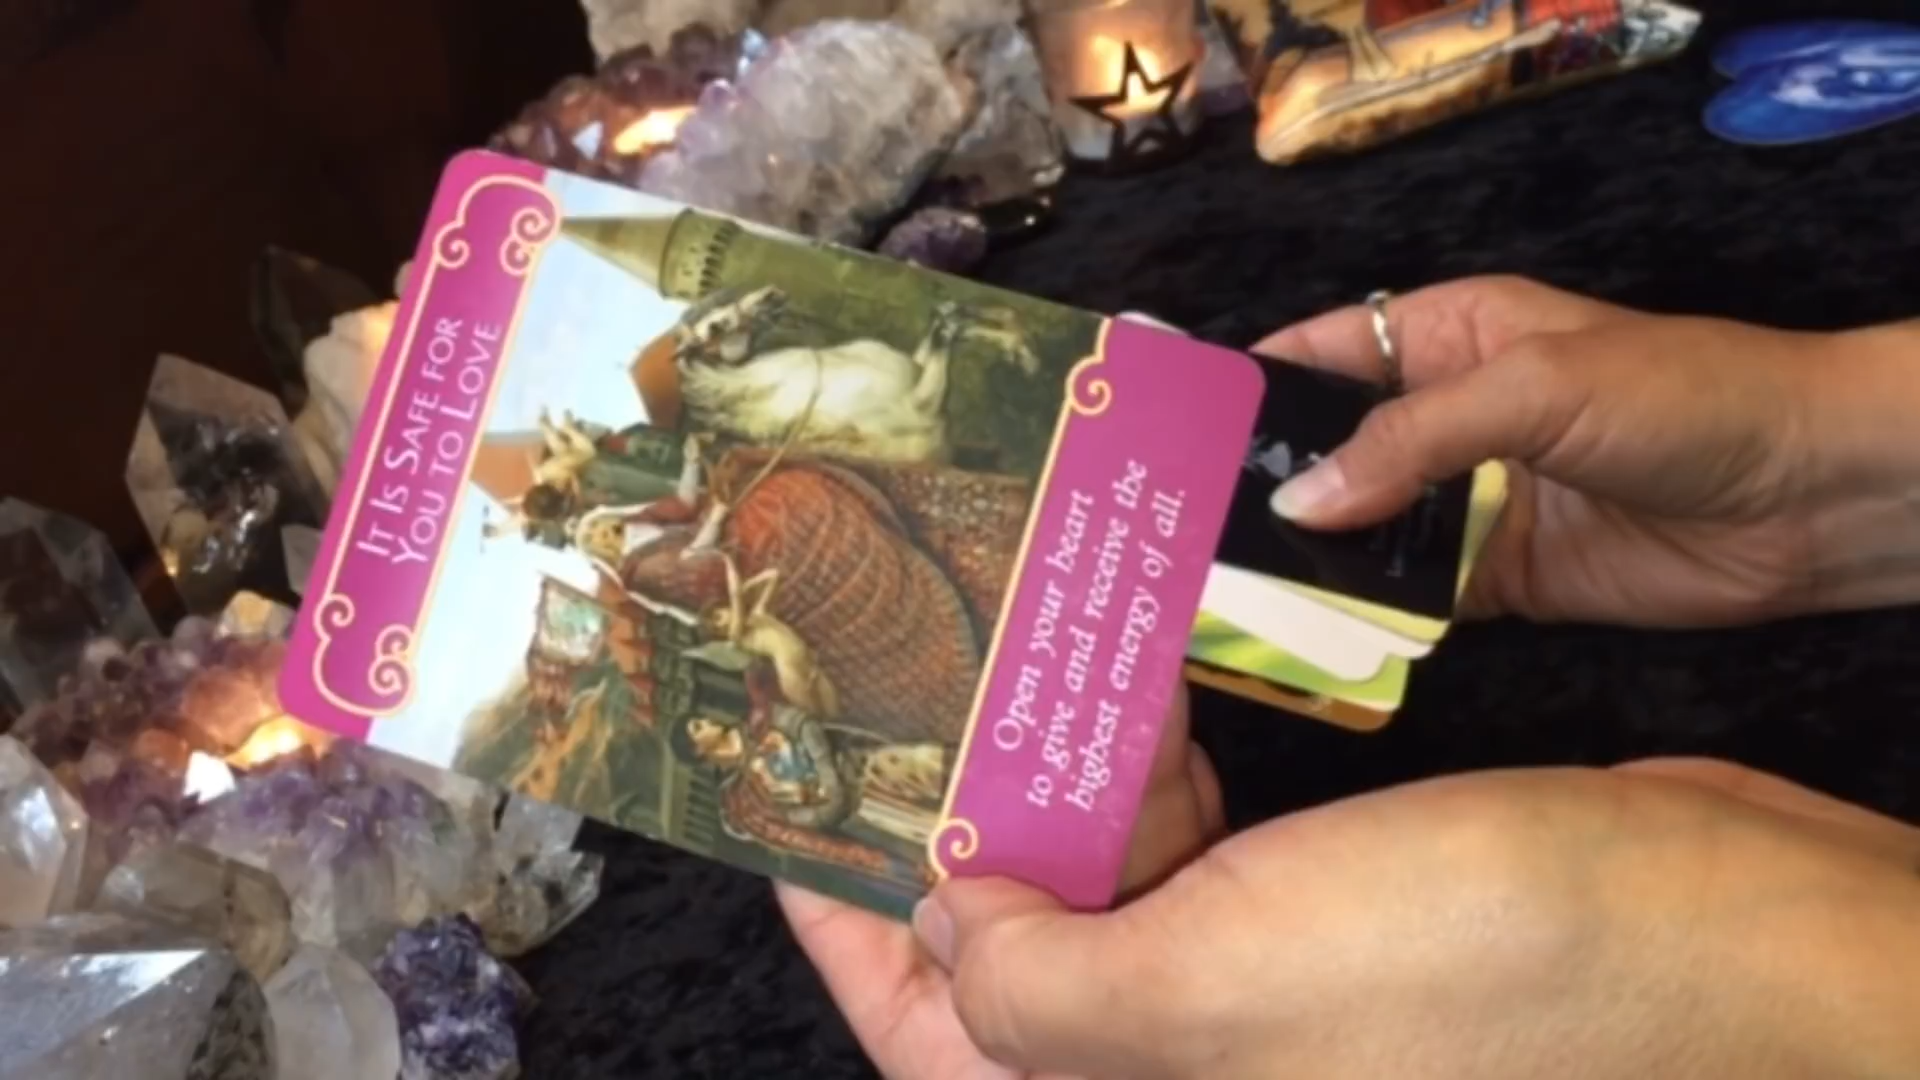 It Is Safe for
You to Love
Open your heart
to give and receive the
highest energy of all.